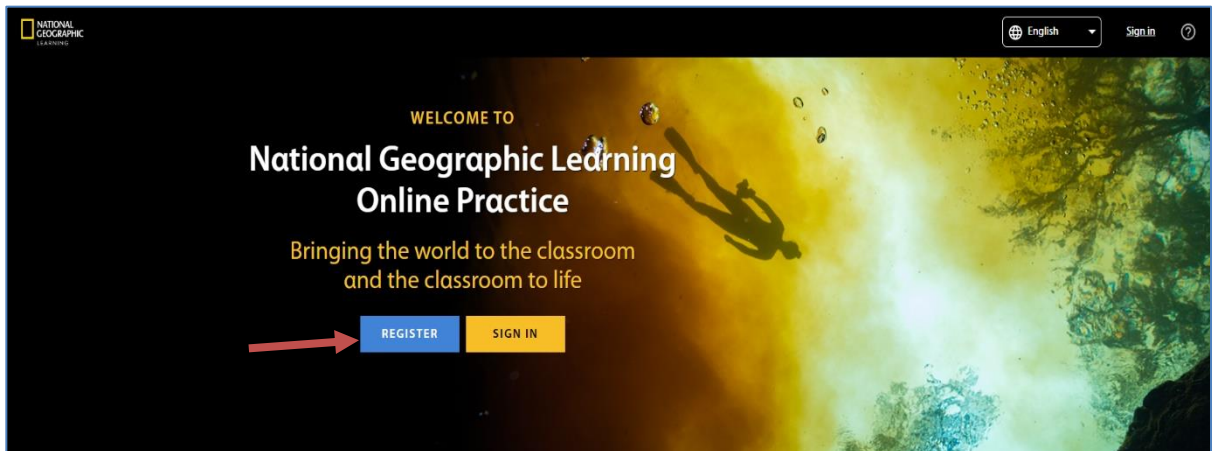 NATIONAL
GEOGRAPHIC
LEARNING
English
Sign in
?
WELCOME TO
National Geographic Learning
Online Practice
Bringing the world to the classroom
and the classroom to life
REGISTER
SIGN IN